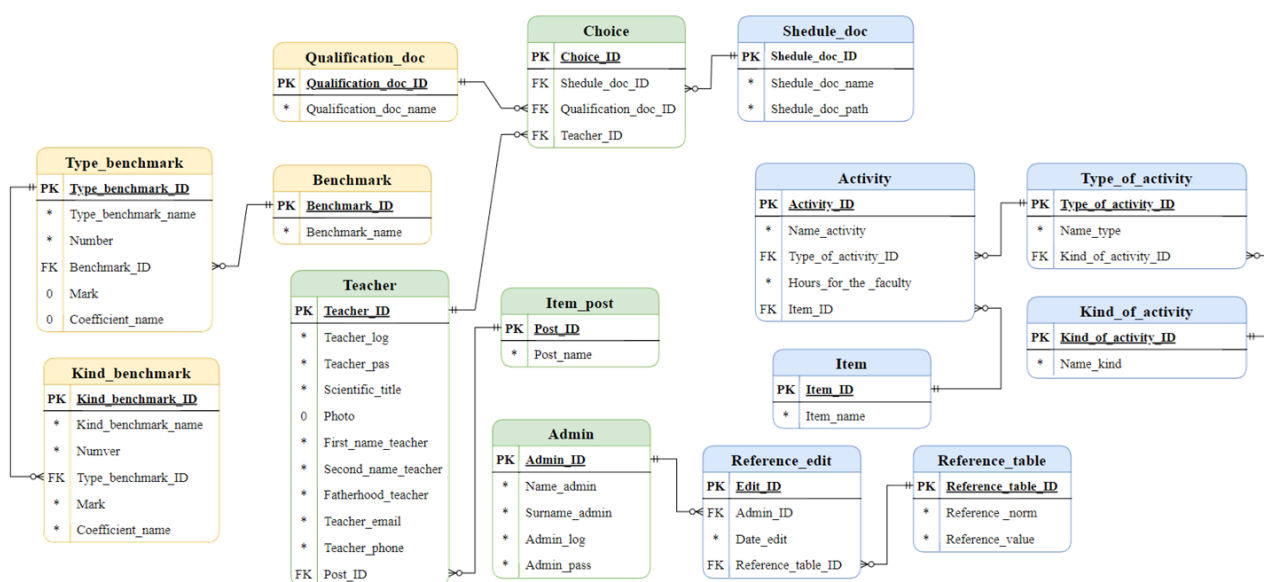 Choice
PK Choice_ID
FK Shedule_doc_ID
FK Qualification_doc_ID
FK Teacher_ID
Shedule_doc
PK Shedule_doc_ID
* Shedule_doc_name
* Shedule_doc_path
Qualification_doc
PK Qualification_doc_ID
* Qualification_doc_name
Type_benchmark
PK Type_benchmark_ID
* Type_benchmark_name
* Number
FK Benchmark_ID
0 Mark
0 Coefficient_name
Benchmark
PK Benchmark_ID
* Benchmark_name
Activity
PK Activity_ID
* Name_activity
FK Type_of_activity_ID
* Hours_for_the _faculty
FK Item_ID
Type_of_activity
PK Type_of_activity_ID
* Name_type
FK Kind_of_activity_ID
Teacher
PK Teacher_ID
* Teacher_log
* Teacher_pas
* Scientific_title
0 Photo
* First_name_teacher
* Second_name_teacher
* Fatherhood_teacher
* Teacher_email
* Teacher_phone
FK Post_ID
Item_post
PK Post_ID
* Post_name
Kind_of_activity
PK Kind_of_activity_ID
* Name_kind
Kind_benchmark
PK Kind_benchmark_ID
* Kind_benchmark_name
* Numver
FK Type_benchmark_ID
* Mark
* Coefficient_name
Item
PK Item_ID
* Item_name
Admin
PK Admin_ID
* Name_admin
* Surname_admin
* Admin_log
* Admin_pass
Reference_edit
PK Edit_ID
FK Admin_ID
* Date_edit
FK Reference_table_ID
Reference_table
PK Reference_table_ID
* Reference _norm
* Reference_value